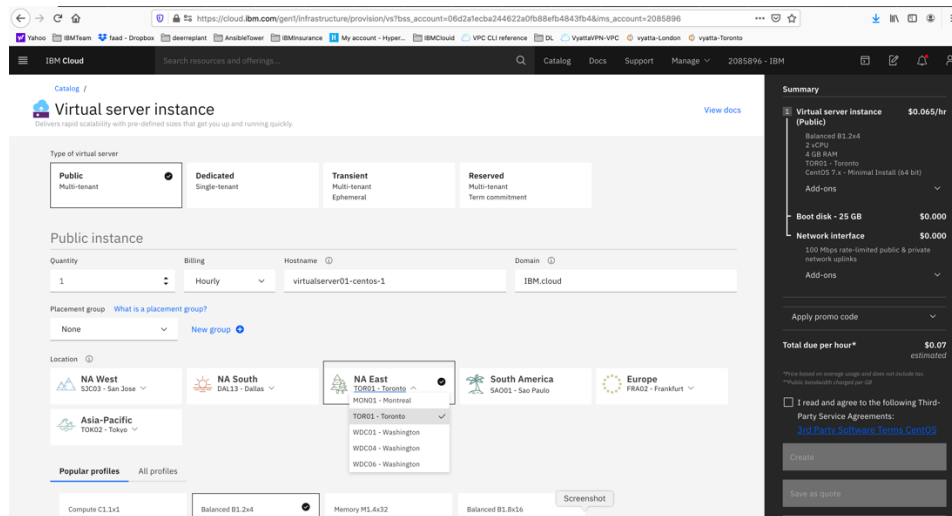 https://cloud.ibm.com/gen1/infrastructure/provision/vs?bss_account=06d2a1ecba244622a0fb88efb4843fb4&ims_account=2085896
Yahoo IBMTeam faad - Dropbox deerreplant AnsibleTower IBMInsurance My account - Hyper... IBMClouid VPC CLI reference DL VyattaVPN-VPC vyatta-London vyatta-Toronto
IBM Cloud Search resources and offerings... Catalog Docs Support Manage 2085896 - IBM
Catalog /
Virtual server instance
View docs
Delivers rapid scalability with pre-defined sizes that get you up and running quickly.
Type of virtual server
Public
Multi-tenant
Dedicated
Single-tenant
Transient
Multi-tenant
Ephemeral
Reserved
Multi-tenant
Term commitment
Public instance
Quantity Billing Hostname Domain
1 Hourly virtualserver01-centos-1 IBM.cloud
Placement group What is a placement group?
None New group
Location
NA West
SJC03 - San Jose
NA South
DAL13 - Dallas
NA East
TOR01 - Toronto
South America
SAO01 - Sao Paulo
Europe
FRA02 - Frankfurt
MON01 - Montreal
TOR01 - Toronto
WDC01 - Washington
WDC04 - Washington
WDC06 - Washington
Asia-Pacific
TOK02 - Tokyo
Popular profiles All profiles
Compute C1.1x1 Balanced B1.2x4 Memory M1.4x32 Balanced B1.8x16
Screenshot
Summary
1 Virtual server instance $0.065/hr
(Public)
Balanced B1.2x4
2 vCPU
4 GB RAM
TOR01 - Toronto
CentOS 7.x - Minimal Install (64 bit)
Add-ons
Boot disk - 25 GB $0.000
Network interface $0.000
100 Mbps rate-limited public & private
network uplinks
Add-ons
Apply promo code
Total due per hour* $0.07
estimated
*Price based on average usage and does not include tax.
**Public bandwidth charged per GB
I read and agree to the following Third-
Party Service Agreements:
3rd Party Software Terms CentOS
Create
Save as quote